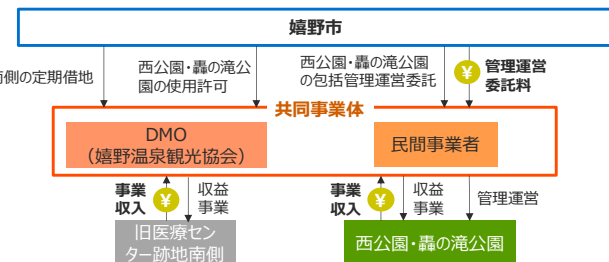 嬉野市
南側の定期借地
西公園・轟の滝公
園の使用許可
西公園・轟の滝公園
の包括管理運営委託
¥
管理運営
委託料
共同事業体
DMO
（嬉野温泉観光協会）
民間事業者
事業
収入
¥
収益
事業
事業
収入
¥
収益
事業
管理運営
旧医療セン
ター跡地南側
西公園・轟の滝公園